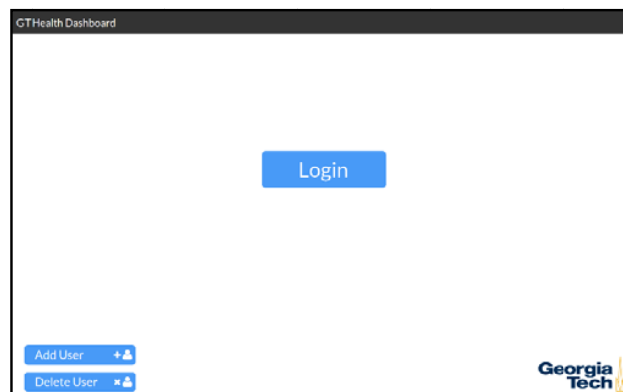 GTHealth Dashboard
Login
Add User
Delete User
Georgia
Tech